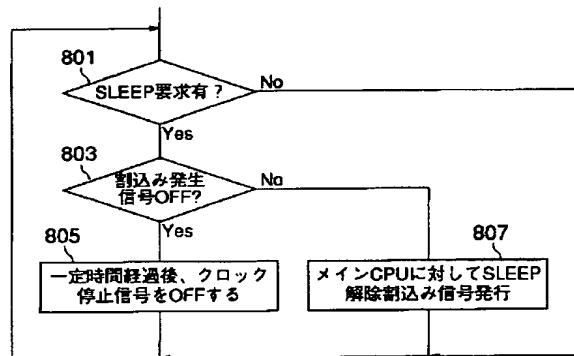 801
SLEEP要求有?
No
Yes
803
割込み発生
信号OFF?
No
Yes
805
一定時間経過後、クロック
停止信号をOFFする
807
メインCPUに対してSLEEP
解除割込み信号発行